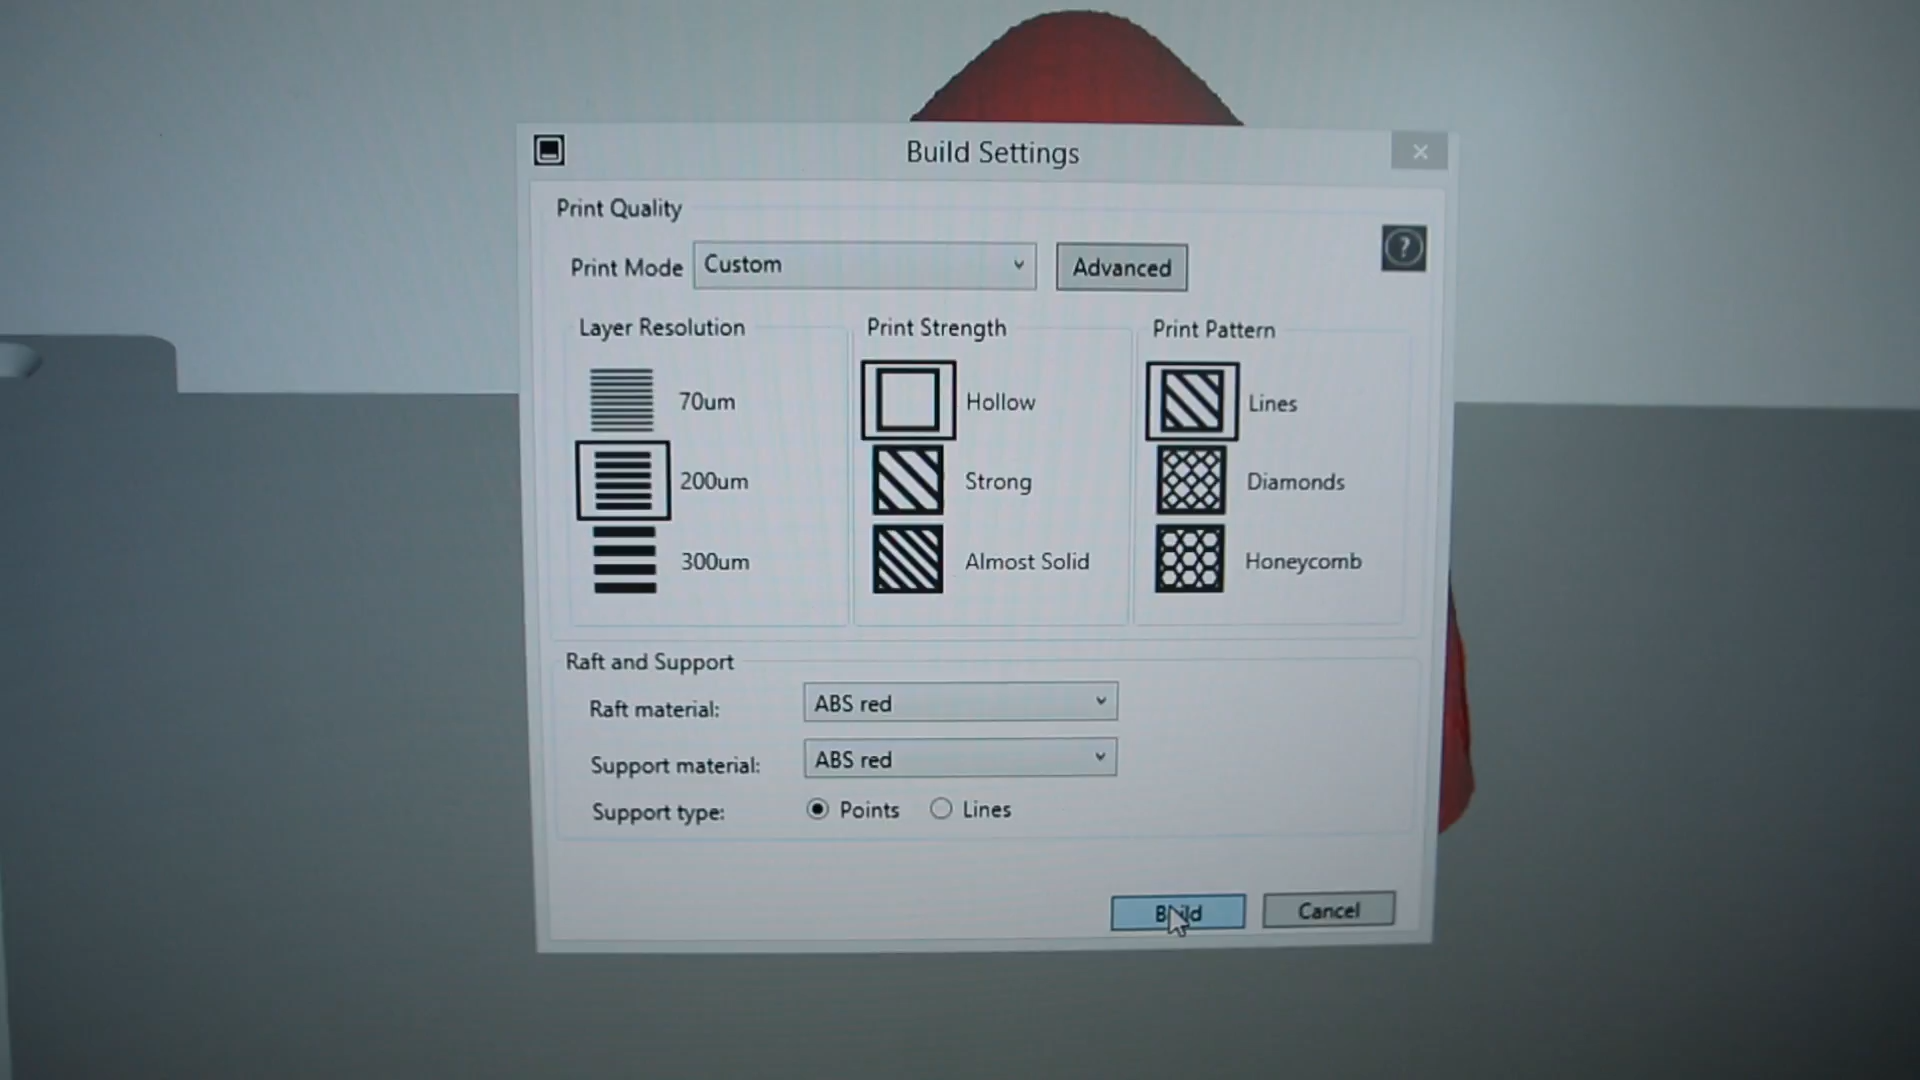 Build Settings
Print Quality
Print Mode Custom Advanced
?
Layer Resolution Print Strength Print Pattern
70um Hollow Lines
200um Strong Diamonds
300um Almost Solid Honeycomb
Raft and Support
Raft material: ABS red
Support material: ABS red
Support type: Points Lines
Build Cancel